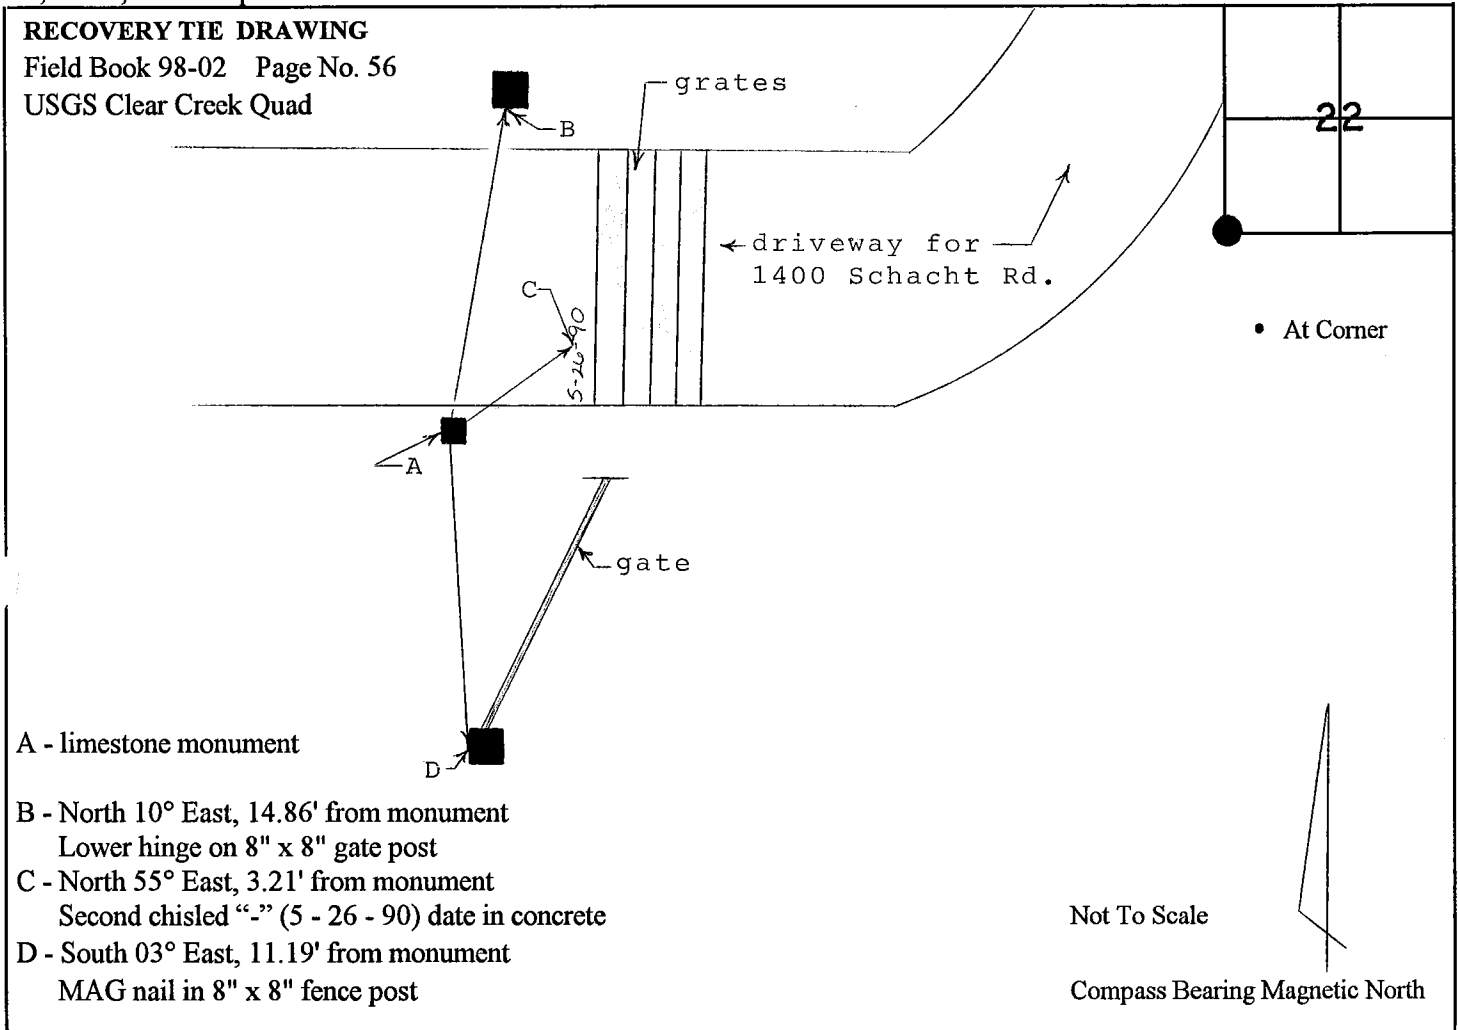 RECOVERY TIE DRAWING
Field Book 98-02 Page No. 56
USGS Clear Creek Quad
grates
B
22
driveway for
1400 Schacht Rd.
C
5-26-90
At Corner
A
gate
D
A - limestone monument
B - North 10° East, 14.86' from monument
Lower hinge on 8" x 8" gate post
C - North 55° East, 3.21' from monument
Second chisled “-” (5 - 26 - 90) date in concrete
D - South 03° East, 11.19' from monument
MAG nail in 8" x 8" fence post
Not To Scale
Compass Bearing Magnetic North